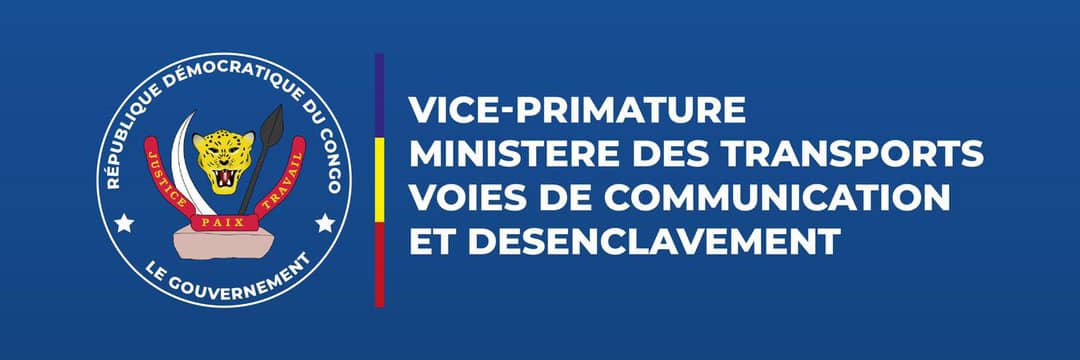 RÉPUBLIQUE DÉMOCRATIQUE DU CONGO
JUSTICE
PAIX
TRAVAIL
LE GOUVERNEMENT
VICE-PRIMATURE
MINISTERE DES TRANSPORTS
VOIES DE COMMUNICATION
ET DESENCLAVEMENT